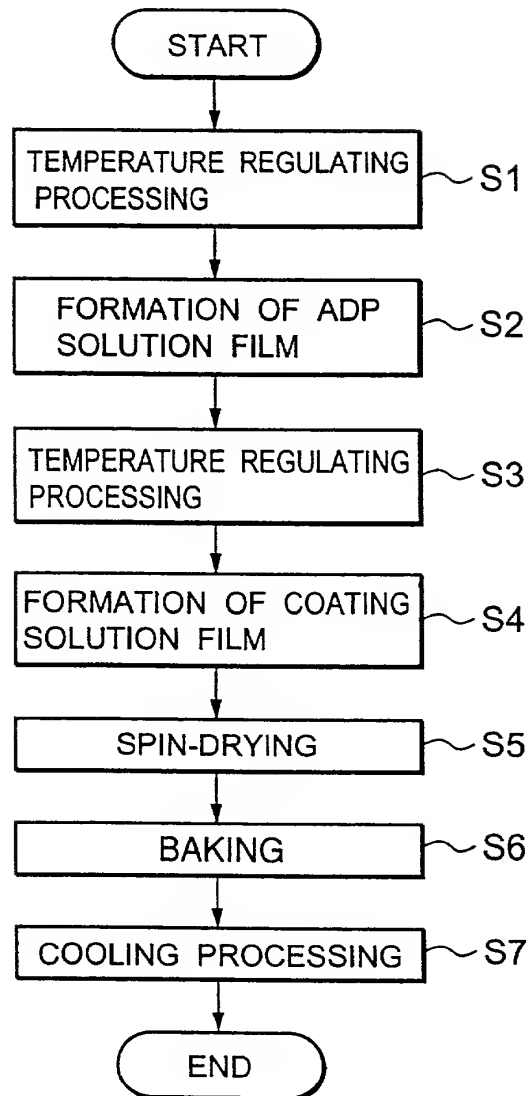 START
TEMPERATURE REGULATING
PROCESSING
S1
FORMATION OF ADP
SOLUTION FILM
S2
TEMPERATURE REGULATING
PROCESSING
S3
FORMATION OF COATING
SOLUTION FILM
S4
SPIN-DRYING
S5
BAKING
S6
COOLING PROCESSING
S7
END